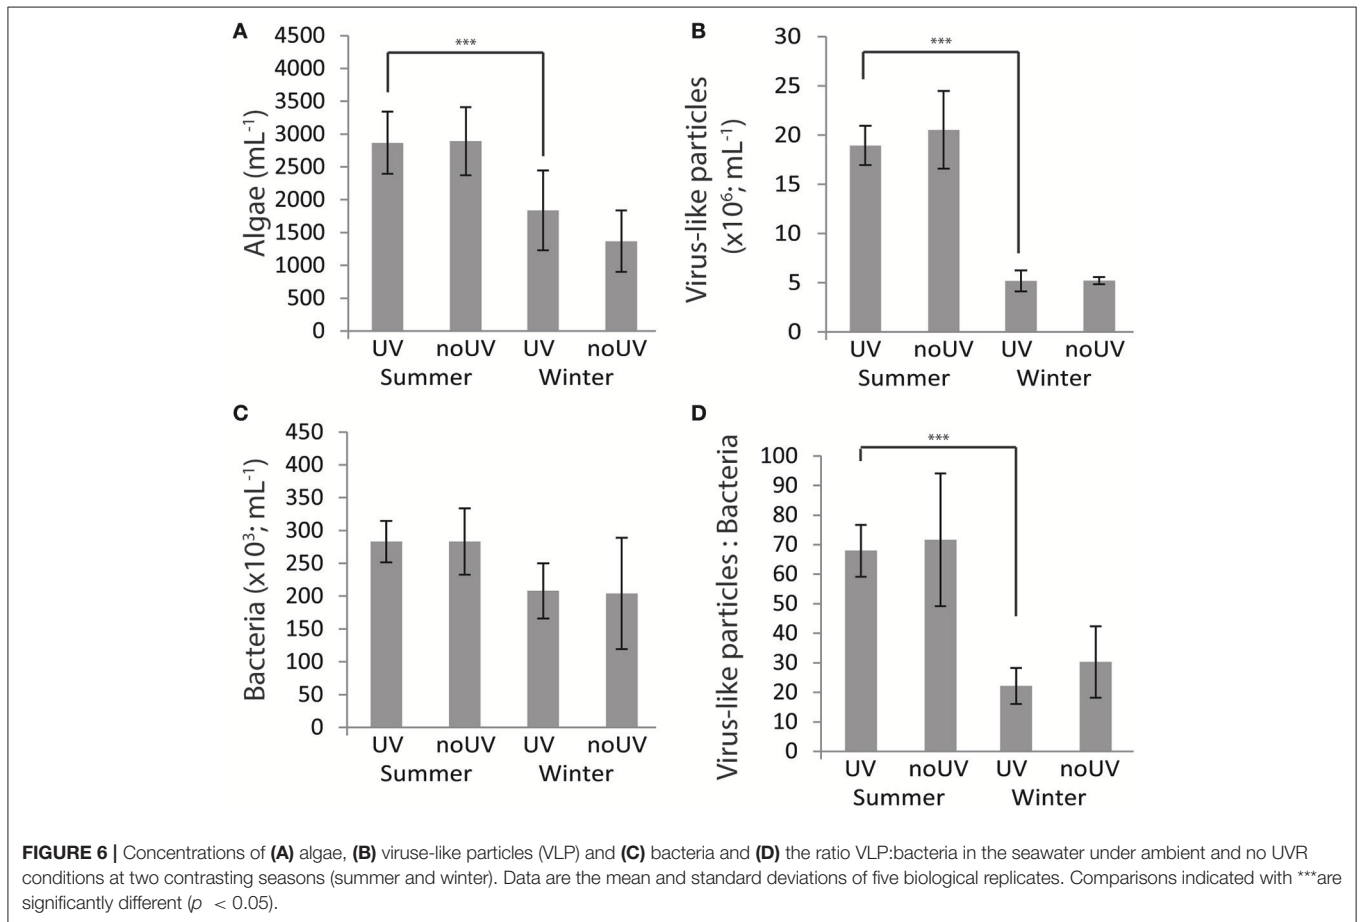 A
4500
4000
3500
3000
2500
2000
1500
1000
500
0
Algae (mL-1)
***
UV noUV UV noUV
Summer Winter
B
30
25
20
15
10
5
0
Virus-like particles
(x10⁶; mL⁻¹)
***
UV noUV UV noUV
Summer Winter
C
450
400
350
300
250
200
150
100
50
0
Bacteria (x10³; mL⁻¹)
UV noUV UV noUV
Summer Winter
D
100
90
80
70
60
50
40
30
20
10
0
Virus-like particles : Bacteria
***
UV noUV UV noUV
Summer Winter
FIGURE 6 | Concentrations of (A) algae, (B) viruse-like particles (VLP) and (C) bacteria and (D) the ratio VLP:bacteria in the seawater under ambient and no UVR
conditions at two contrasting seasons (summer and winter). Data are the mean and standard deviations of five biological replicates. Comparisons indicated with ***are
significantly different (p < 0.05).